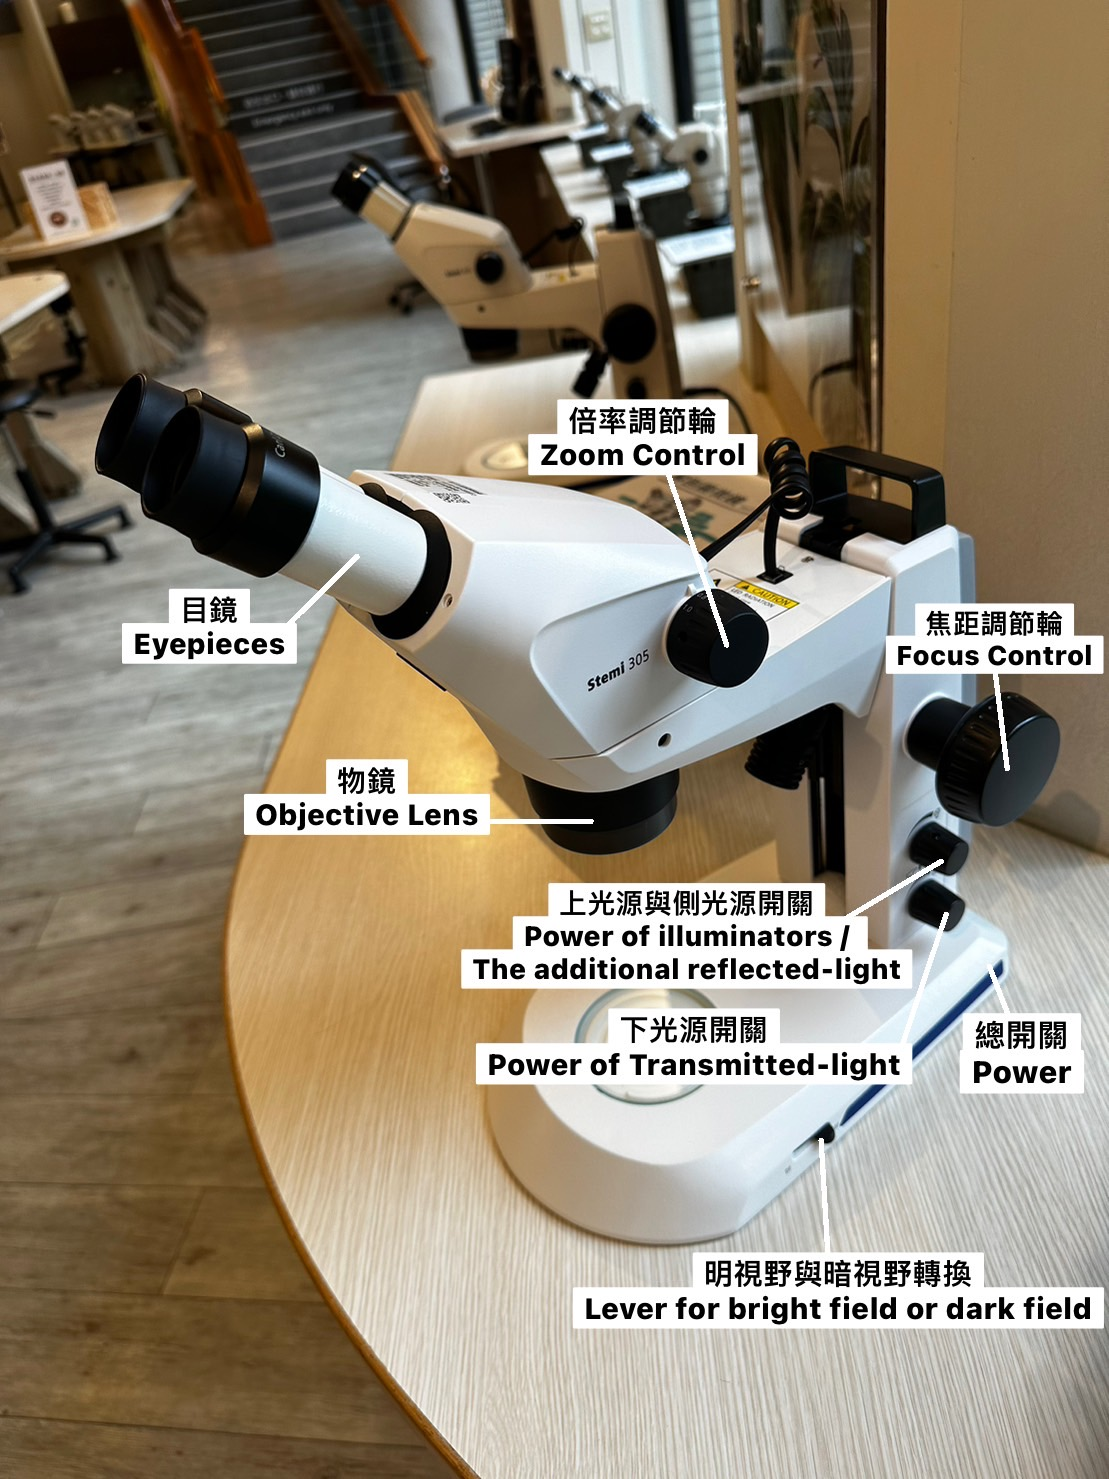 倍率調節輪
Zoom Control
目鏡
Eyepieces
焦距調節輪
Focus Control
CAUTION
LED RADIATION
Stemi 305
物鏡
Objective Lens
上光源與側光源開關
Power of illuminators /
The additional reflected-light
下光源開關
Power of Transmitted-light
總開關
Power
明視野與暗視野轉換
Lever for bright field or dark field